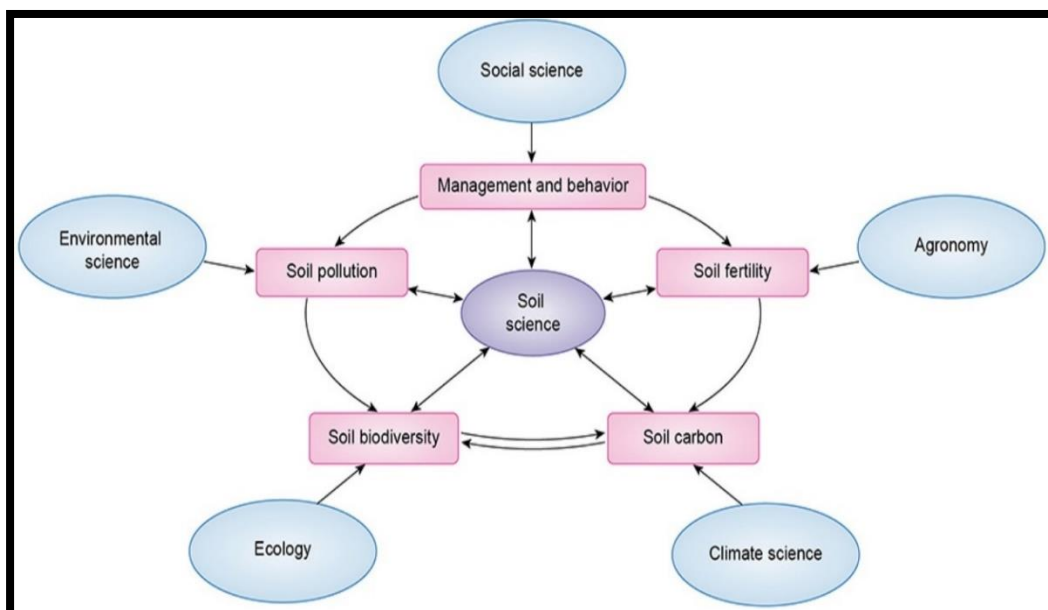 Social science
Management and behavior
Environmental
science
Soil pollution
Soil fertility
Agronomy
Soil
science
Soil biodiversity
Soil carbon
Ecology
Climate science